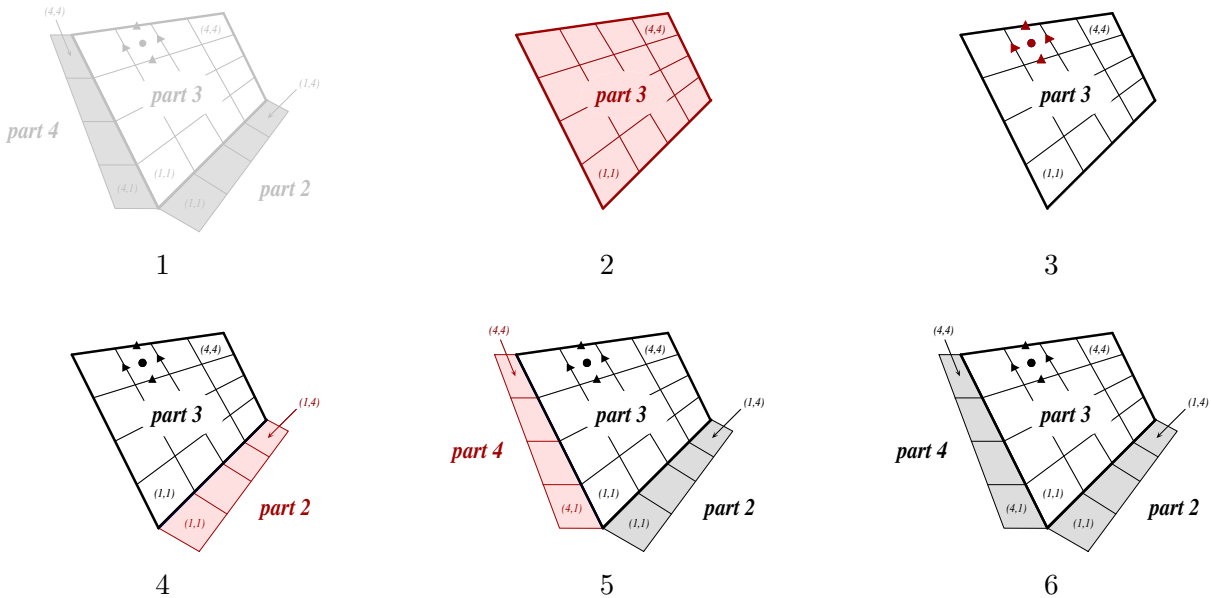 (4,4)
(4,4)
(1,4)
part 3
part 4
(1,1)
(4,1)
part 2
(1,1)
1
(4,4)
part 3
(1,1)
2
(4,4)
part 3
(1,1)
3
(4,4)
(1,4)
part 3
(1,1)
part 2
(1,1)
4
(4,4)
(4,4)
(1,4)
part 3
part 4
(1,1)
(4,1)
part 2
(1,1)
5
(4,4)
(4,4)
(1,4)
part 3
part 4
(1,1)
(4,1)
part 2
(1,1)
6